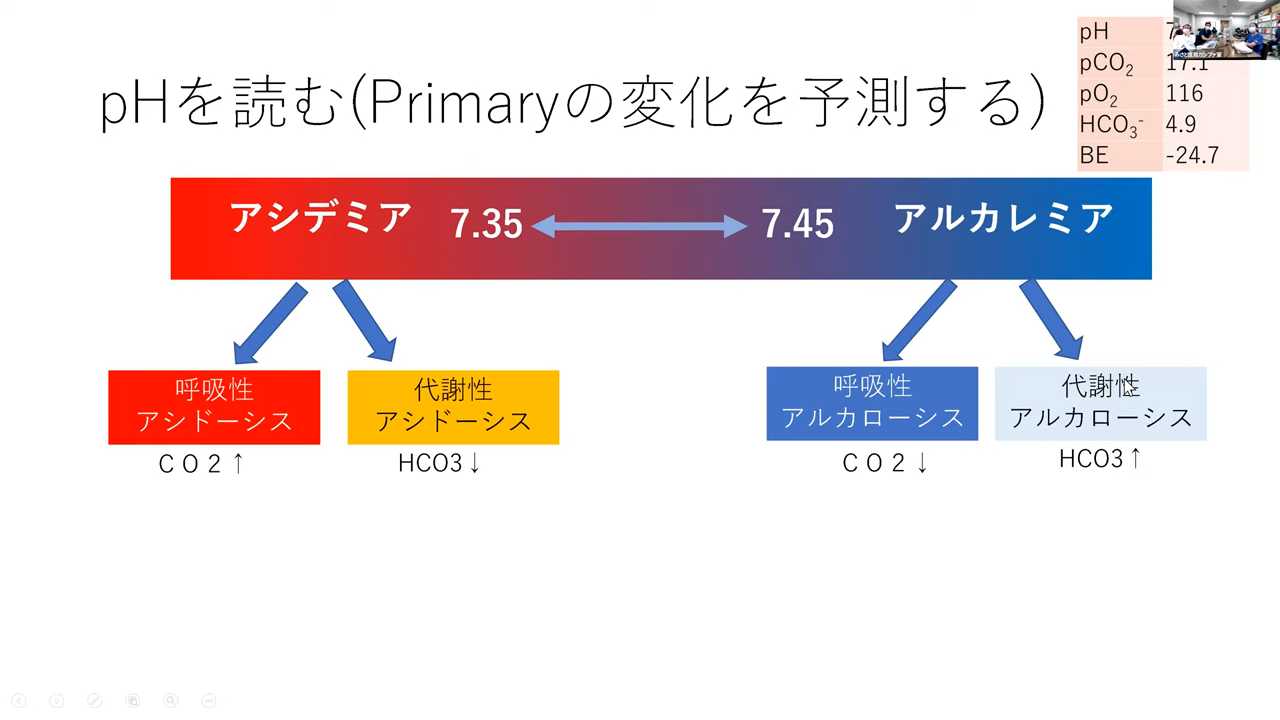 pHを読む(Primaryの変化を予測する)
pH 7
pCO₂ 17.1
pO₂ 116
HCO₃⁻ 4.9
BE -24.7
アシデミア 7.35 7.45 アルカレミア
呼吸性
アシドーシス
CO2↑
代謝性
アシドーシス
HCO3↓
呼吸性
アルカローシス
CO2↓
代謝性
アルカローシス
HCO3↑